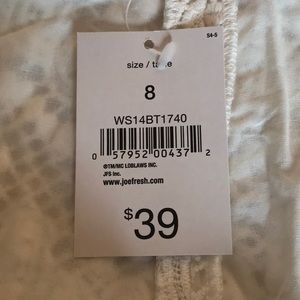 S4-5
size / taille
8
WS14BT1740
0 57952 00437 2
®TM/MC LOBLAWS INC.
JFS Inc.
www.joefresh.com
$39